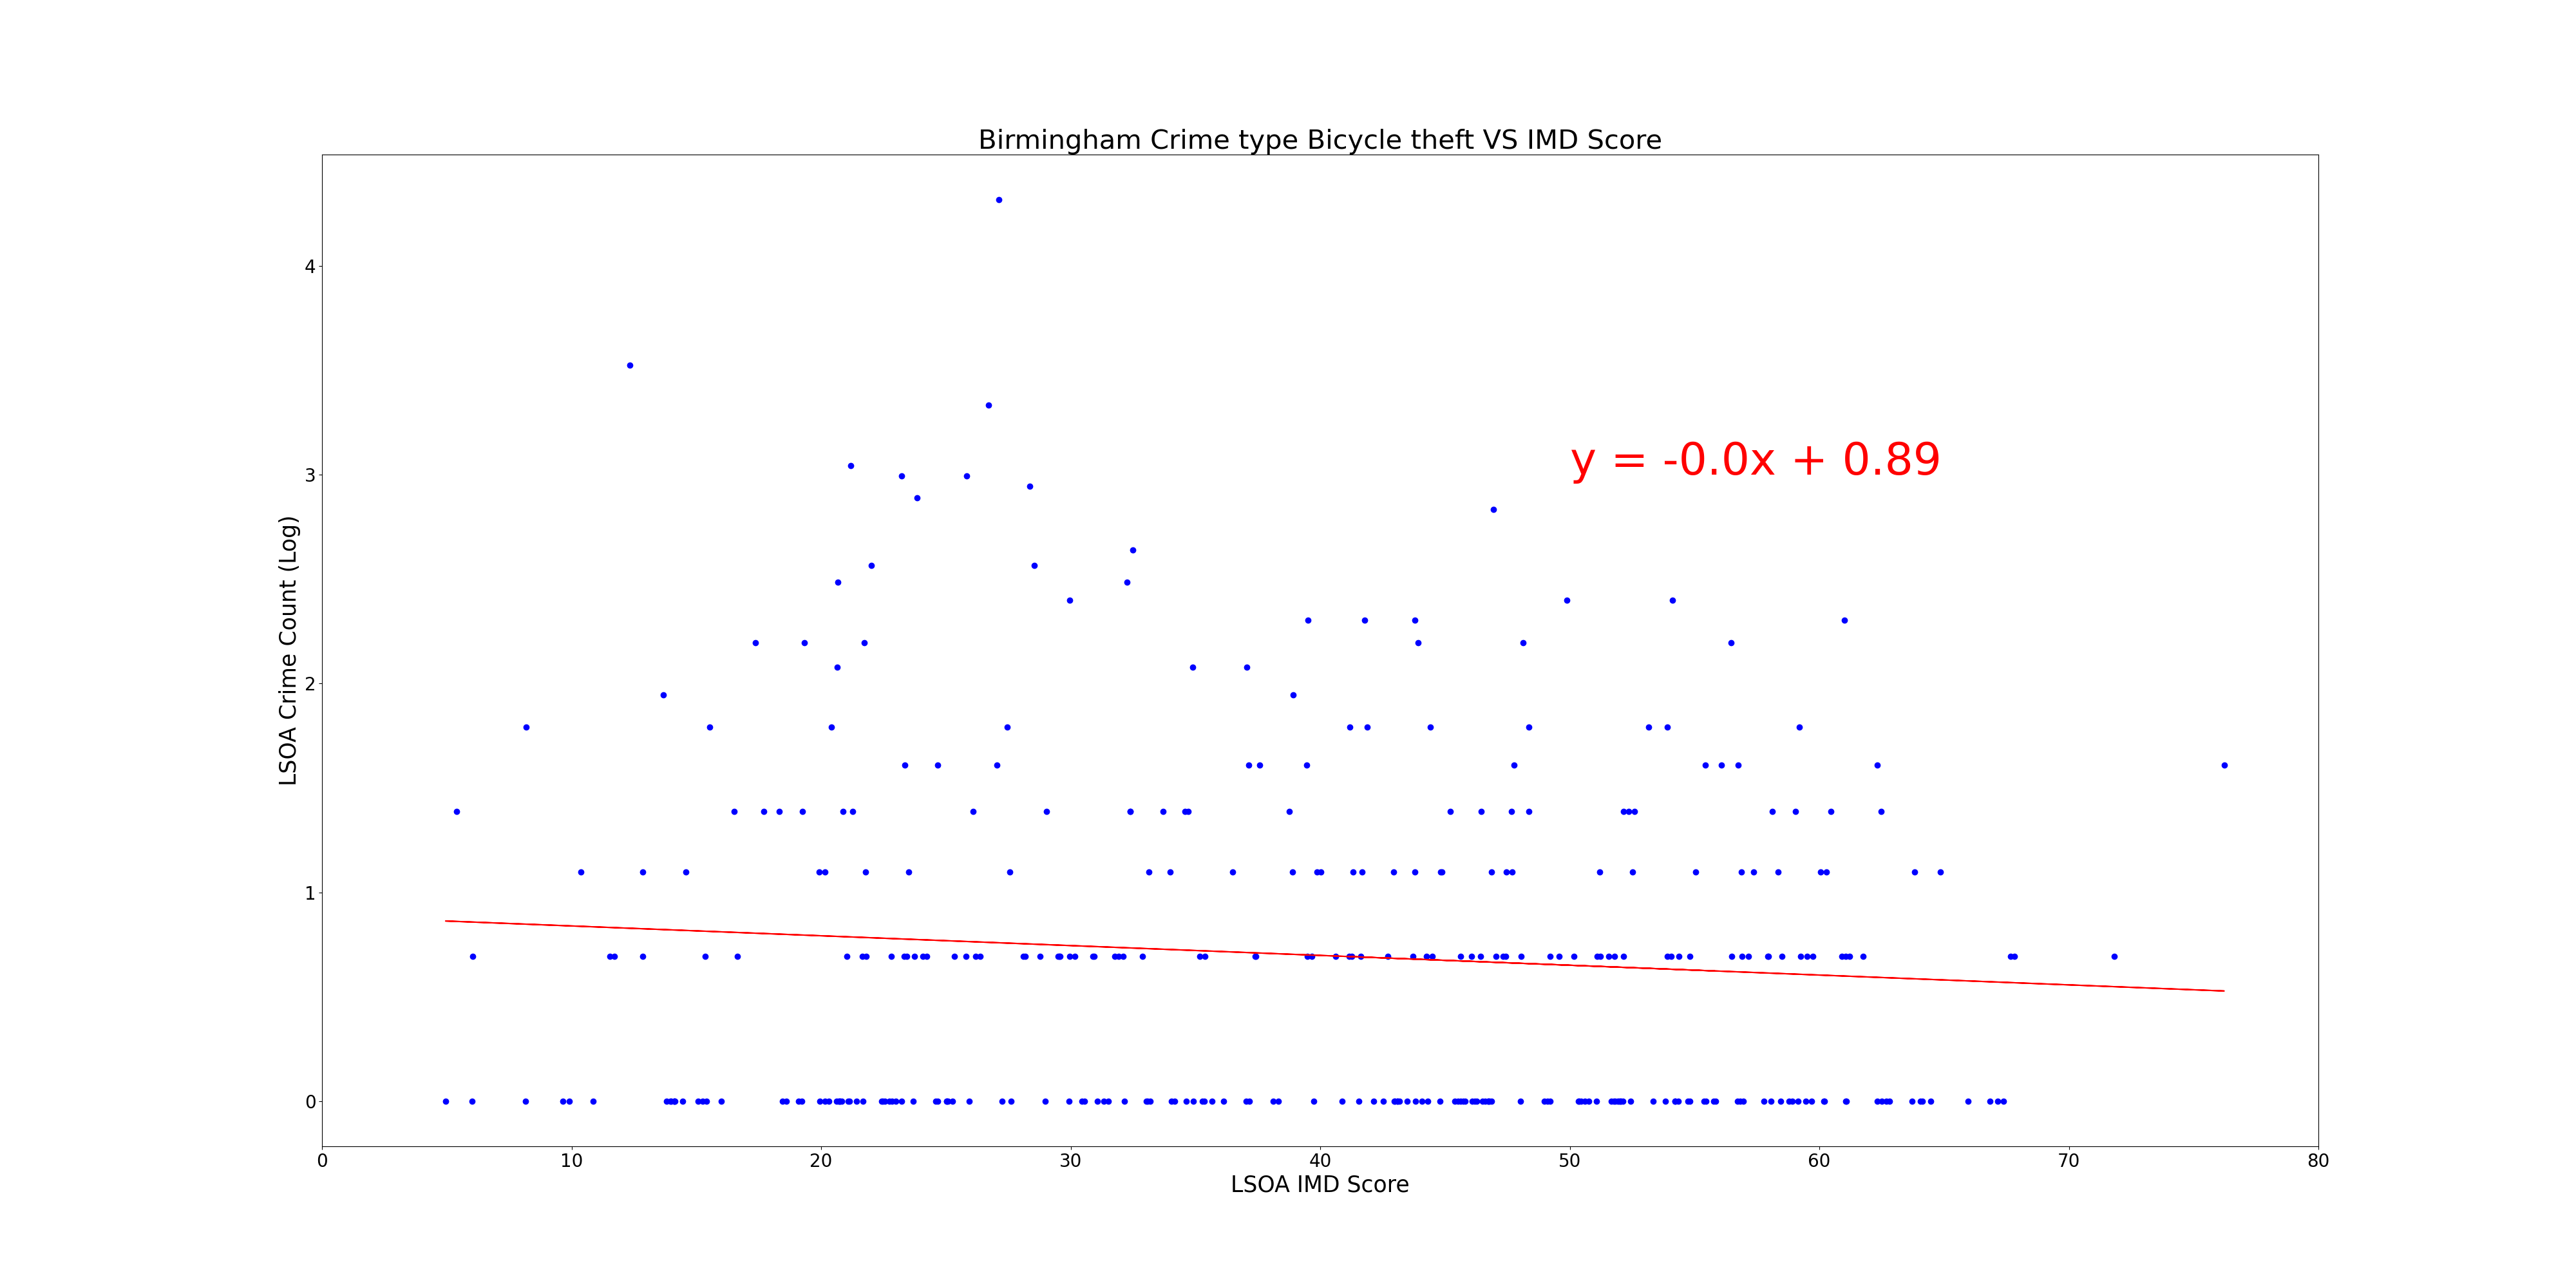 Birmingham Crime type Bicycle theft VS IMD Score
4
3
2
1
0
LSOA Crime Count (Log)
y = -0.0x + 0.89
0 10 20 30 40 50 60 70 80
LSOA IMD Score